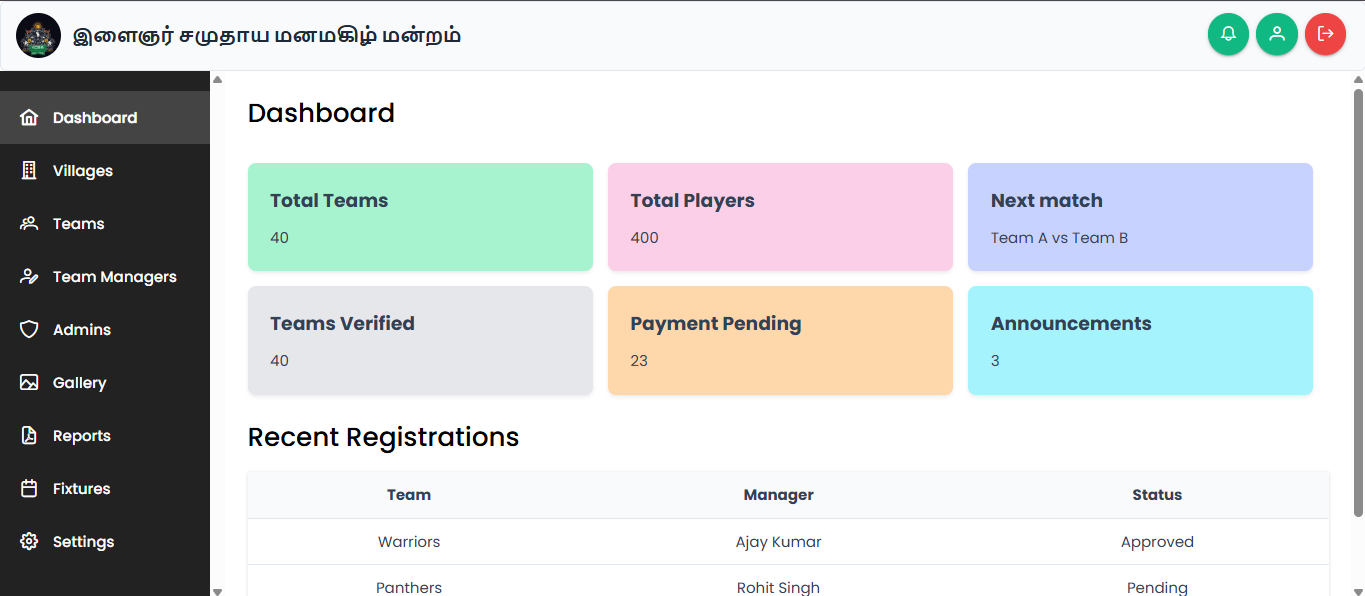 இளைஞர் சமுதாய மனமகிழ் மன்றம்
Dashboard
Villages
Teams
Team Managers
Admins
Gallery
Reports
Fixtures
Settings
Dashboard
Total Teams
40
Total Players
400
Next match
Team A vs Team B
Teams Verified
40
Payment Pending
23
Announcements
3
Recent Registrations
Team Manager Status
Warriors Ajay Kumar Approved
Panthers Rohit Singh Pending